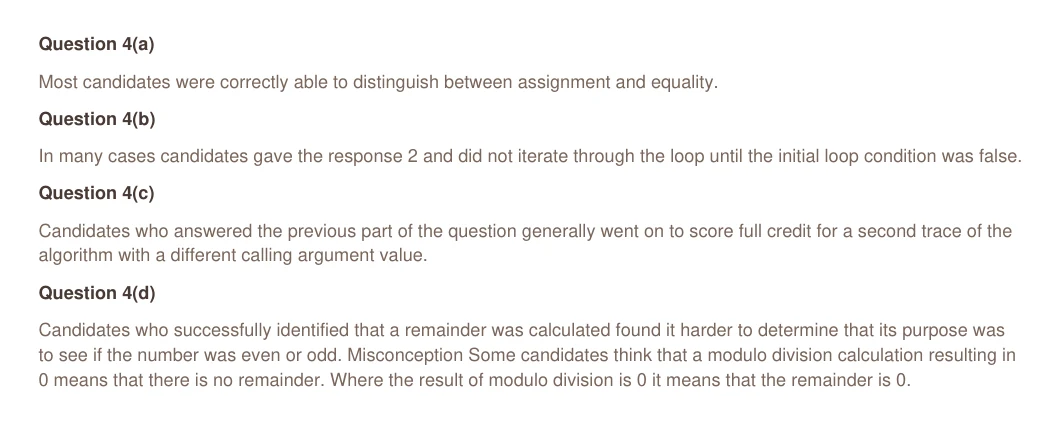 Question 4(a)
Most candidates were correctly able to distinguish between assignment and equality.
Question 4(b)
In many cases candidates gave the response 2 and did not iterate through the loop until the initial loop condition was false.
Question 4(c)
Candidates who answered the previous part of the question generally went on to score full credit for a second trace of the
algorithm with a different calling argument value.
Question 4(d)
Candidates who successfully identified that a remainder was calculated found it harder to determine that its purpose was
to see if the number was even or odd. Misconception Some candidates think that a modulo division calculation resulting in
0 means that there is no remainder. Where the result of modulo division is 0 it means that the remainder is 0.